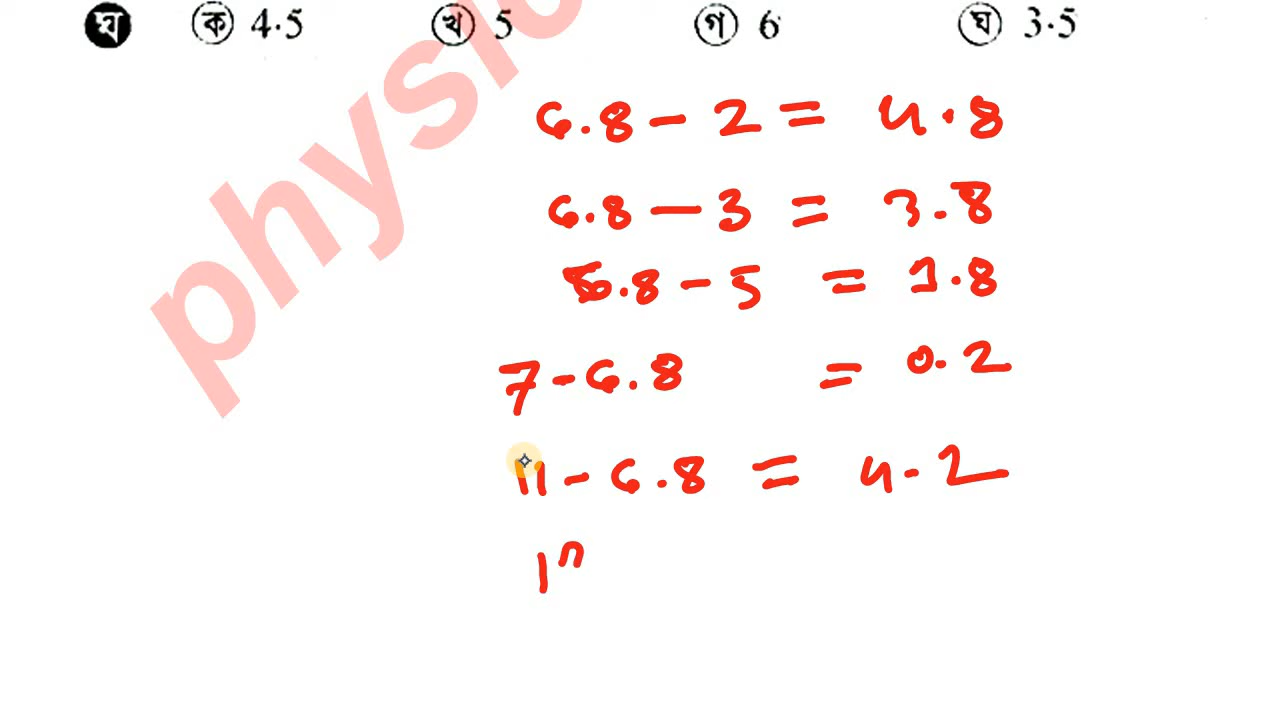 ঘ ক 4·5 খ 5 গ 6 ঘ 3·5
physic
6.8 - 2 = 4.8
6.8 - 3 = 3.8
6.8 - 5 = 1.8
7 - 6.8 = 0.2
11 - 6.8 = 4.2